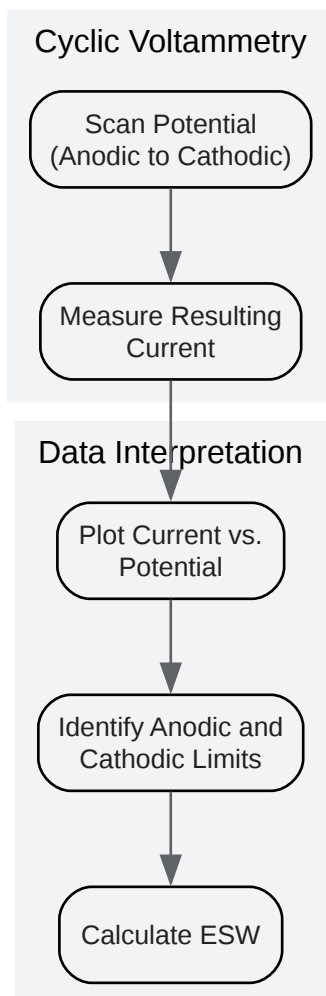 Cyclic Voltammetry
Scan Potential
(Anodic to Cathodic)
Measure Resulting
Current
Data Interpretation
Plot Current vs.
Potential
Identify Anodic and
Cathodic Limits
Calculate ESW